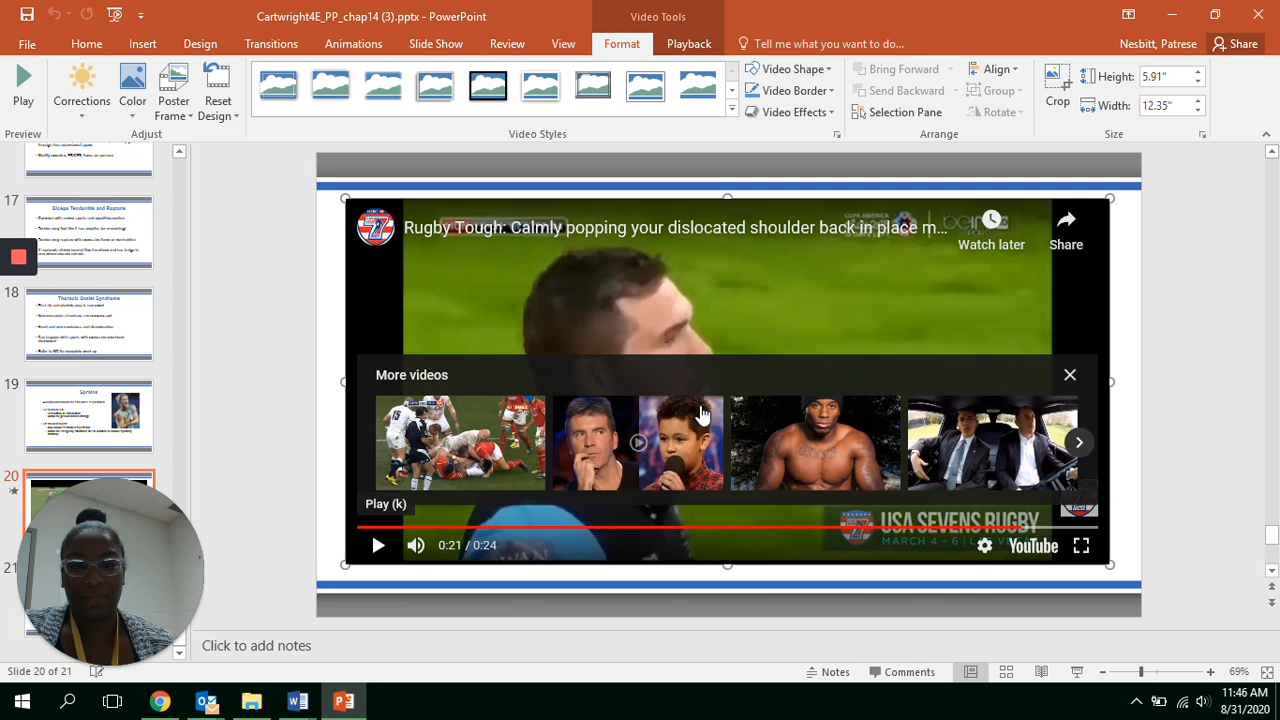 Cartwright4E_PP_chap14 (3).pptx - PowerPoint
Video Tools
File Home Insert Design Transitions Animations Slide Show Review View Format Playback Tell me what you want to do... Nesbitt, Patrese Share
Play
Corrections
Color
Poster Frame
Reset Design
Video Shape
Video Border
Video Effects
Bring Forward
Send Backward
Selection Pane
Align
Group
Rotate
Crop
Height: 5.91"
Width: 12.35"
Preview Adjust Video Styles Arrange Size
17
Biceps Tendonitis and Rupture
18
Thoracic Outlet Syndrome
19
Sprains
20
21
Rugby Tough: Calmly popping your dislocated shoulder back in place m...
COPA AMERICA
Watch later
Share
More videos
15
Play (k)
USA SEVENS RUGBY
MARCH 4 - 6
0:21 / 0:24
YouTube
Click to add notes
Slide 20 of 21
Notes Comments 69%
11:46 AM
8/31/2020